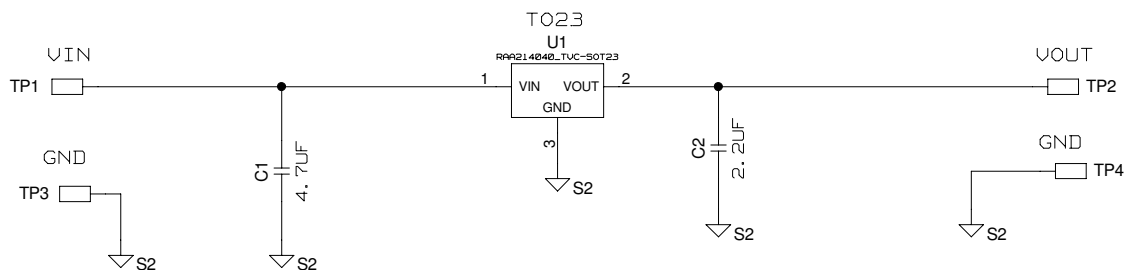 TO23
U1
RAA214040_TVC-SOT23
VIN
VOUT
TP1
1
VIN
VOUT
2
TP2
GND
3
GND
GND
TP3
C1
4.7UF
C2
2.2UF
TP4
S2
S2
S2
S2
S2